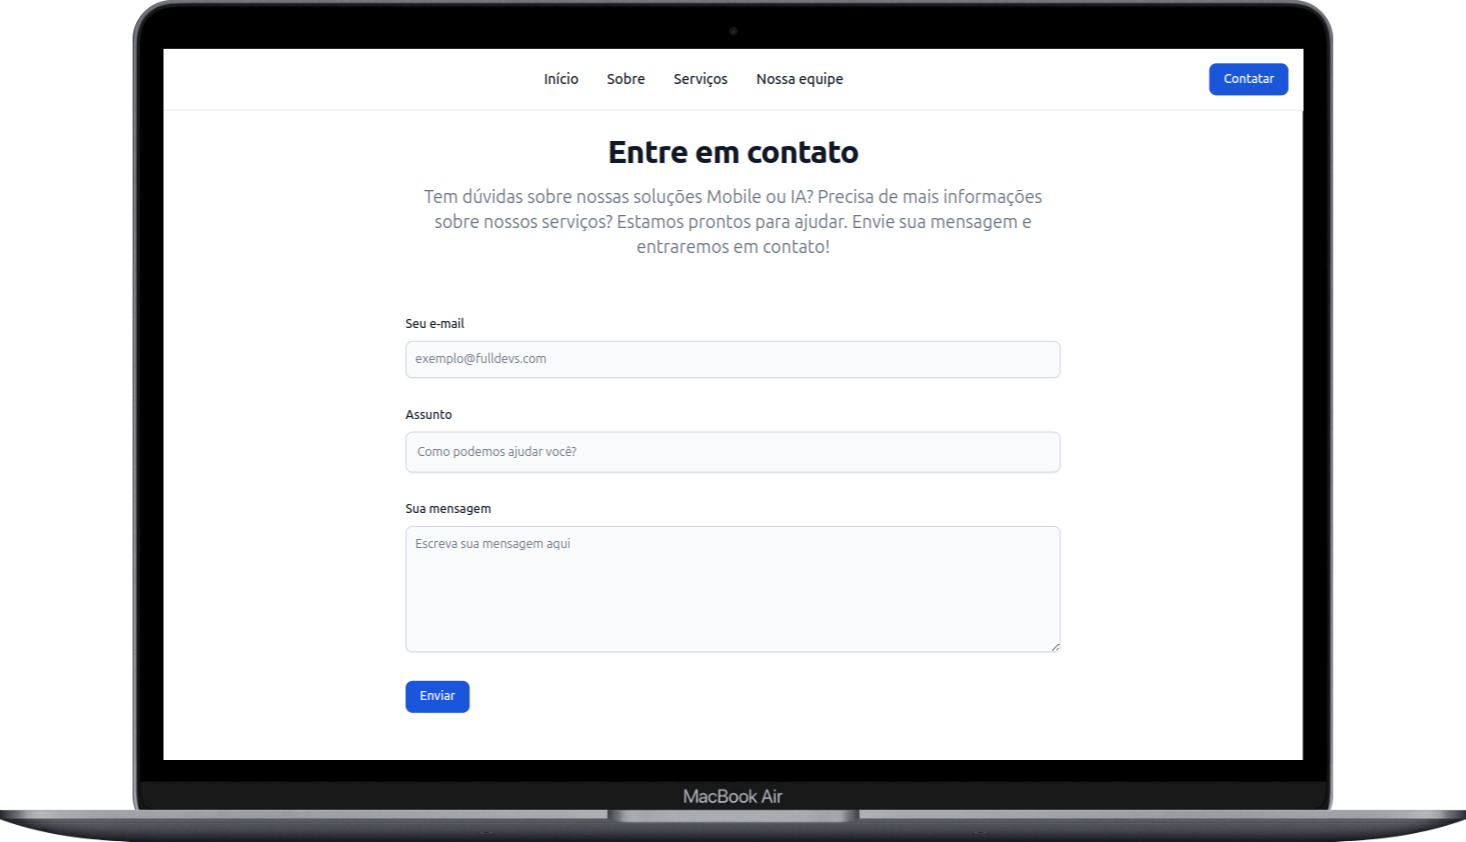 Início Sobre Serviços Nossa equipe Contatar
Entre em contato
Tem dúvidas sobre nossas soluções Mobile ou IA? Precisa de mais informações
sobre nossos serviços? Estamos prontos para ajudar. Envie sua mensagem e
entraremos em contato!
Seu e-mail
exemplo@fulldevs.com
Assunto
Como podemos ajudar você?
Sua mensagem
Escreva sua mensagem aqui
Enviar
MacBook Air